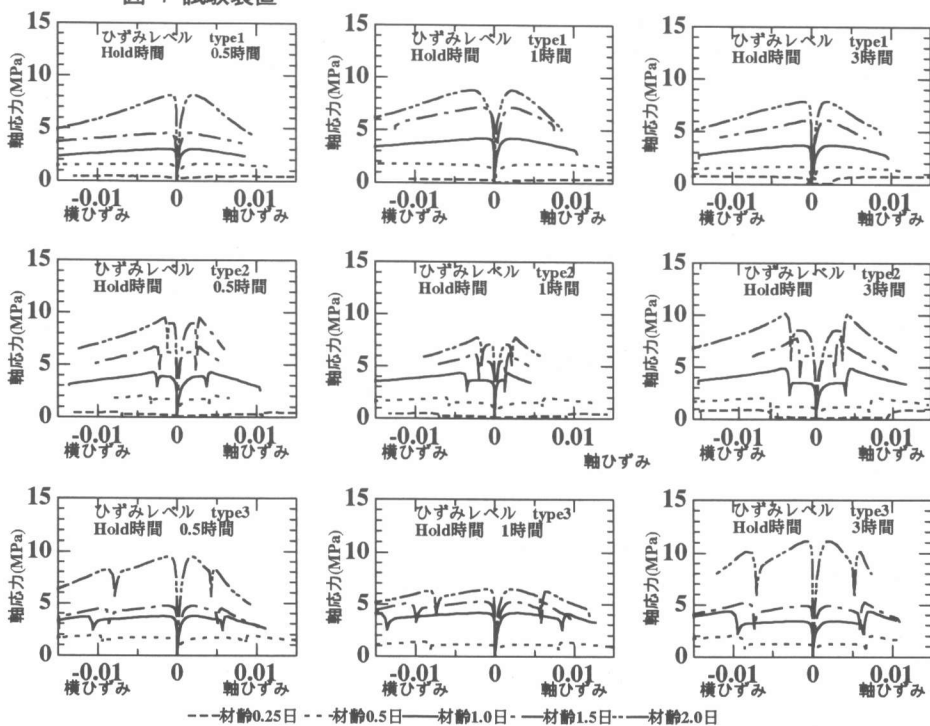 15
ひずみレベル type1
Hold時間 0.5時間
10
5
0
軸応力(MPa)
-0.01 0 0.01
横ひずみ 軸ひずみ
15
ひずみレベル type1
Hold時間 1時間
10
5
0
軸応力(MPa)
-0.01 0 0.01
横ひずみ 軸ひずみ
15
ひずみレベル type1
Hold時間 3時間
10
5
0
軸応力(MPa)
-0.01 0 0.01
横ひずみ 軸ひずみ
15
ひずみレベル type2
Hold時間 0.5時間
10
5
0
軸応力(MPa)
-0.01 0 0.01
横ひずみ 軸ひずみ
15
ひずみレベル type2
Hold時間 1時間
10
5
0
軸応力(MPa)
-0.01 0 0.01
横ひずみ
軸ひずみ
15
ひずみレベル type2
Hold時間 3時間
10
5
0
軸応力(MPa)
-0.01 0 0.01
横ひずみ 軸ひずみ
15
ひずみレベル type3
Hold時間 0.5時間
10
5
0
軸応力(MPa)
-0.01 0 0.01
横ひずみ 軸ひずみ
15
ひずみレベル type3
Hold時間 1時間
10
5
0
軸応力(MPa)
-0.01 0 0.01
横ひずみ 軸ひずみ
15
ひずみレベル type3
Hold時間 3時間
10
5
0
軸応力(MPa)
-0.01 0 0.01
横ひずみ 軸ひずみ
材齢0.25日 材齢0.5日 材齢1.0日 材齢1.5日 材齢2.0日